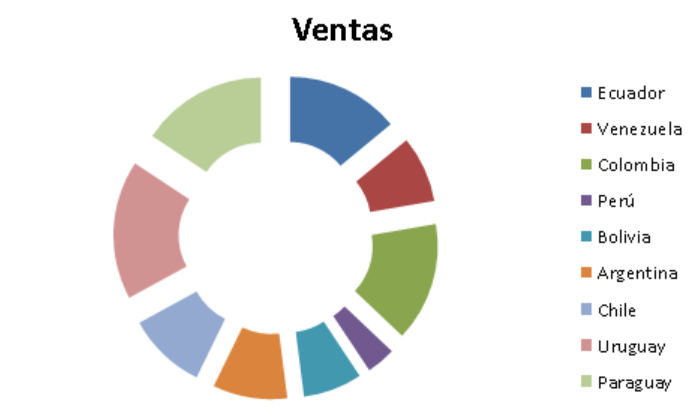 Ventas
Ecuador
Venezuela
Colombia
Perú
Bolivia
Argentina
Chile
Uruguay
Paraguay